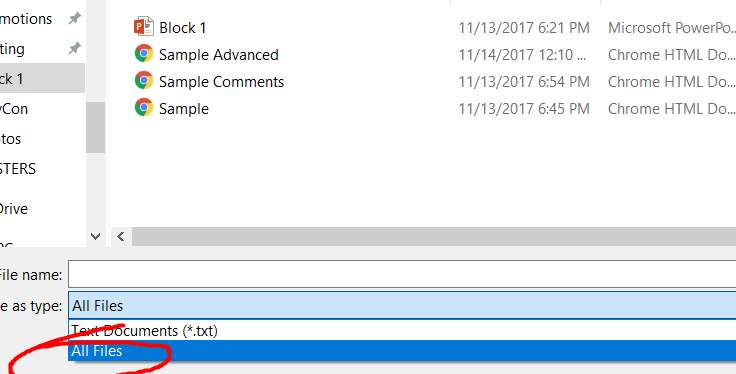 motions
Block 1 11/13/2017 6:21 PM Microsoft PowerPo...
ting
Sample Advanced 11/14/2017 12:10 ... Chrome HTML Do...
ck 1
Sample Comments 11/13/2017 6:54 PM Chrome HTML Do...
yCon
Sample 11/13/2017 6:45 PM Chrome HTML Do...
otos
STERS
Drive
File name:
e as type: All Files
Text Documents (*.txt)
All Files